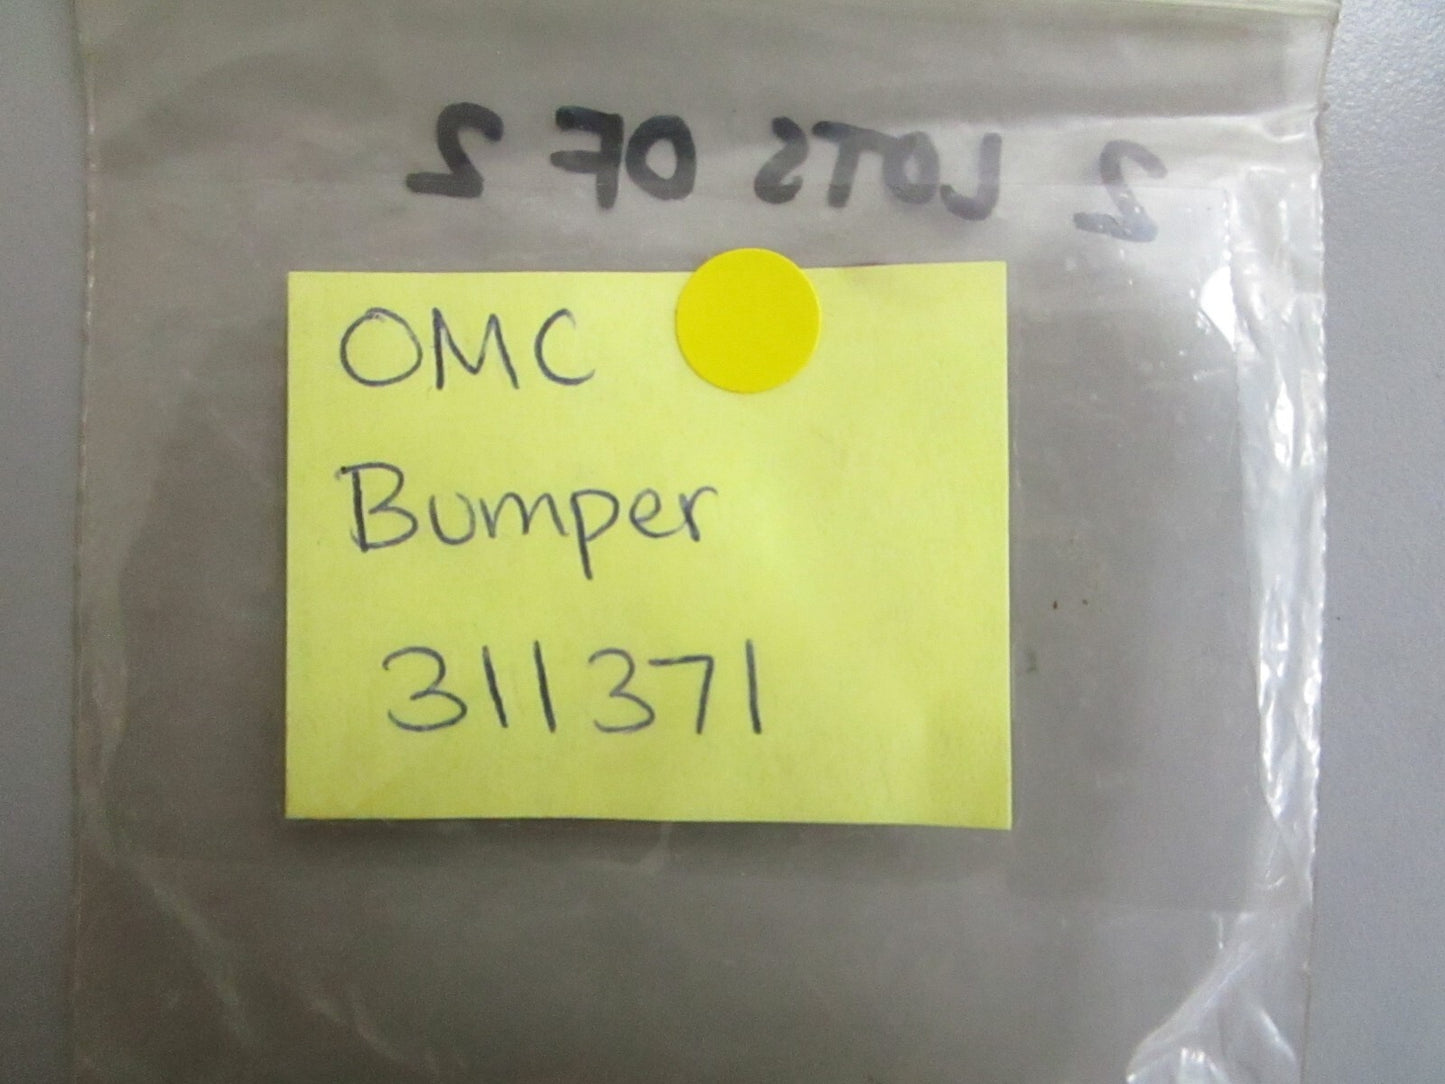 2 LOTS OF 2
OMC
Bumper
311371